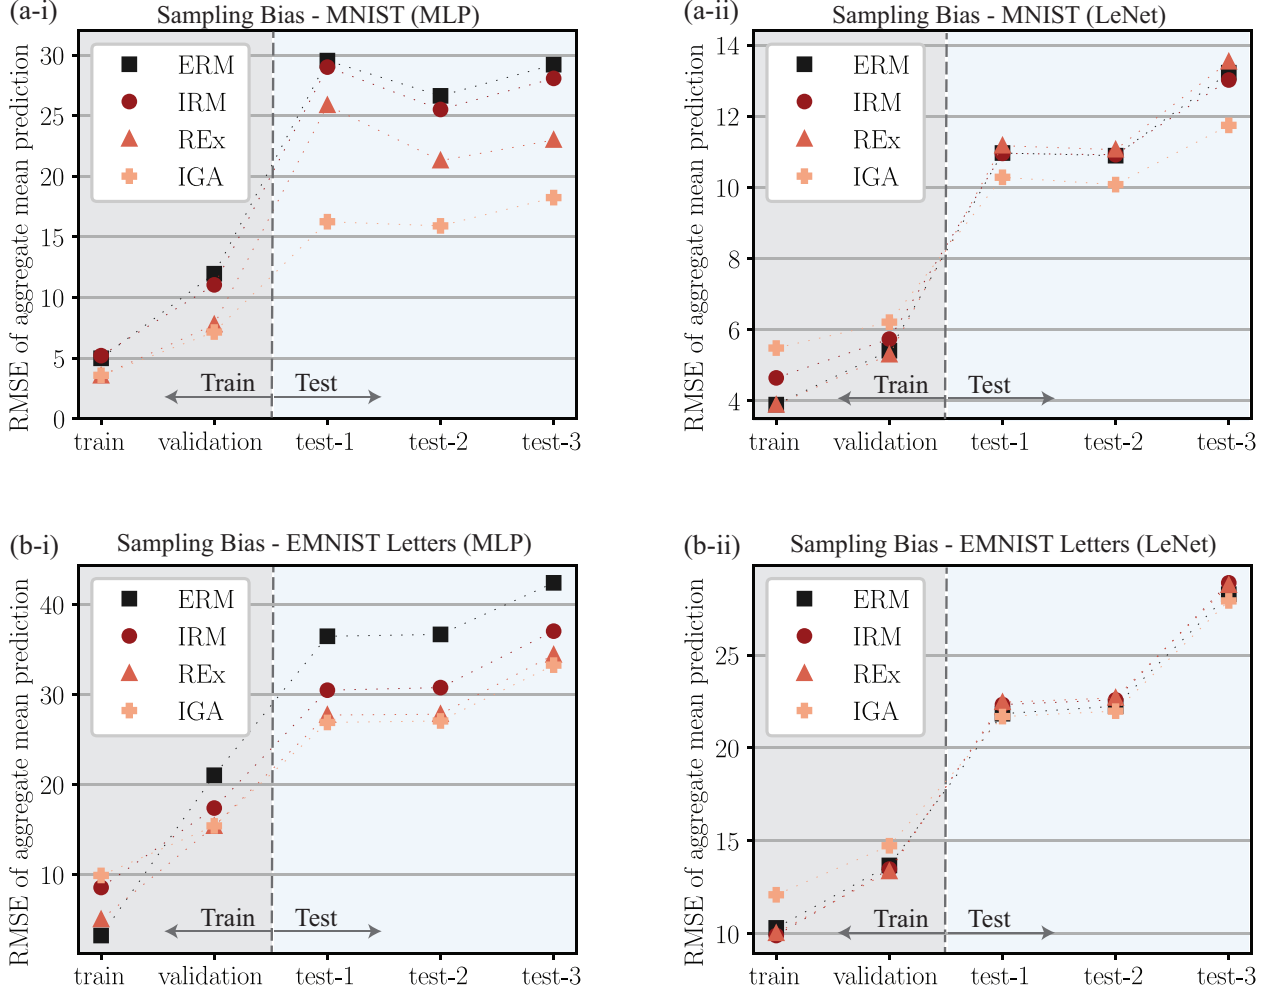 (a-i)
Sampling Bias - MNIST (MLP)
RMSE of aggregate mean prediction
30
25
20
15
10
5
0
ERM
IRM
REx
IGA
Train
Test
train
validation
test-1
test-2
test-3
(a-ii)
Sampling Bias - MNIST (LeNet)
RMSE of aggregate mean prediction
14
12
10
8
6
4
ERM
IRM
REx
IGA
Train
Test
train
validation
test-1
test-2
test-3
(b-i)
Sampling Bias - EMNIST Letters (MLP)
RMSE of aggregate mean prediction
40
30
20
10
ERM
IRM
REx
IGA
Train
Test
train
validation
test-1
test-2
test-3
(b-ii)
Sampling Bias - EMNIST Letters (LeNet)
RMSE of aggregate mean prediction
25
20
15
10
ERM
IRM
REx
IGA
Train
Test
train
validation
test-1
test-2
test-3